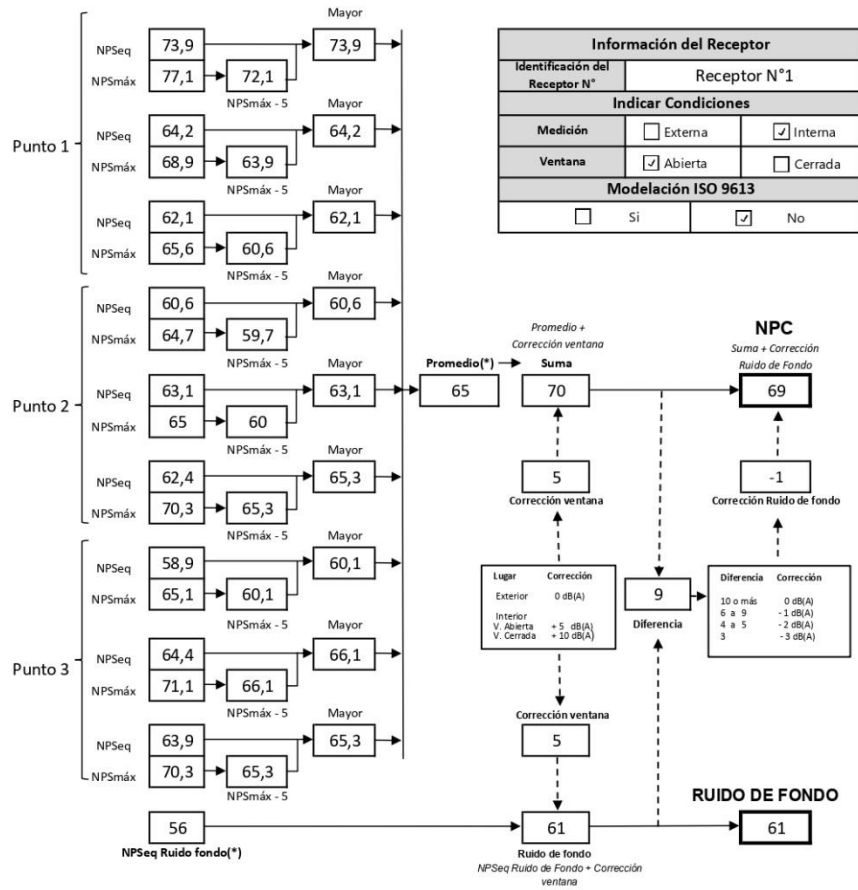 Mayor
NPSeq 73,9 73,9
NPSmáx 77,1 72,1
NPSmáx - 5
Mayor
Punto 1
NPSeq 64,2 64,2
NPSmáx 68,9 63,9
NPSmáx - 5
Mayor
NPSeq 62,1 62,1
NPSmáx 65,6 60,6
NPSmáx - 5
Información del Receptor
Identificación del Receptor N°
Receptor N°1
Indicar Condiciones
Medición Externa Interna
Ventana Abierta Cerrada
Modelación ISO 9613
Si No
Mayor
NPSeq 60,6 60,6
NPSmáx 64,7 59,7
NPSmáx - 5
Mayor
Punto 2
NPSeq 63,1 63,1
NPSmáx 65 60
NPSmáx - 5
Mayor
NPSeq 62,4 65,3
NPSmáx 70,3 65,3
NPSmáx - 5
Mayor
NPSeq 58,9 60,1
NPSmáx 65,1 60,1
NPSmáx - 5
Mayor
Punto 3
NPSeq 64,4 66,1
NPSmáx 71,1 66,1
NPSmáx - 5
Mayor
NPSeq 63,9 65,3
NPSmáx 70,3 65,3
NPSmáx - 5
Promedio(*)
65
Promedio +
Corrección ventana
Suma
70
NPC
Suma + Corrección
Ruido de Fondo
69
5
Corrección ventana
-1
Corrección Ruido de fondo
Lugar Corrección
Exterior 0 dB(A)
Interior
V. Abierta + 5 dB(A)
V. Cerrada + 10 dB(A)
9
Diferencia
Diferencia Corrección
10 o más 0 dB(A)
6 a 9 - 1 dB(A)
4 a 5 - 2 dB(A)
3 - 3 dB(A)
Corrección ventana
5
56
NPSeq Ruido fondo(*)
61
Ruido de fondo
NPSeq Ruido de Fondo + Corrección
ventana
RUIDO DE FONDO
61